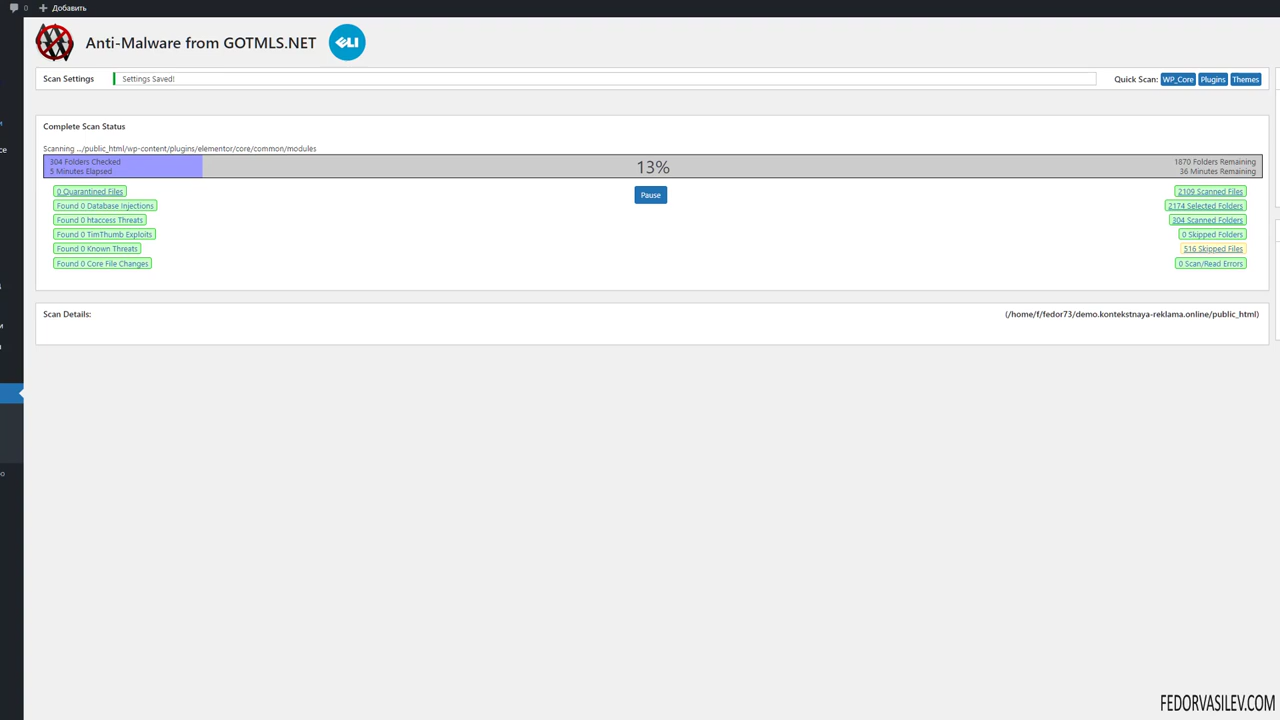 0 Добавить
Anti-Malware from GOTMLS.NET ELI
Scan Settings Settings Saved! Quick Scan: WP_Core Plugins Themes
Complete Scan Status
Scanning .../public_html/wp-content/plugins/elementor/core/common/modules
304 Folders Checked 13% 1870 Folders Remaining
5 Minutes Elapsed 36 Minutes Remaining
0 Quarantined Files Pause 2109 Scanned Files
Found 0 Database Injections 2174 Selected Folders
Found 0 htaccess Threats 304 Scanned Folders
Found 0 TimThumb Exploits 0 Skipped Folders
Found 0 Known Threats 516 Skipped Files
Found 0 Core File Changes 0 Scan/Read Errors
Scan Details: (/home/f/fedor73/demo.kontekstnaya-reklama.online/public_html)
FEDORVASILEV.COM